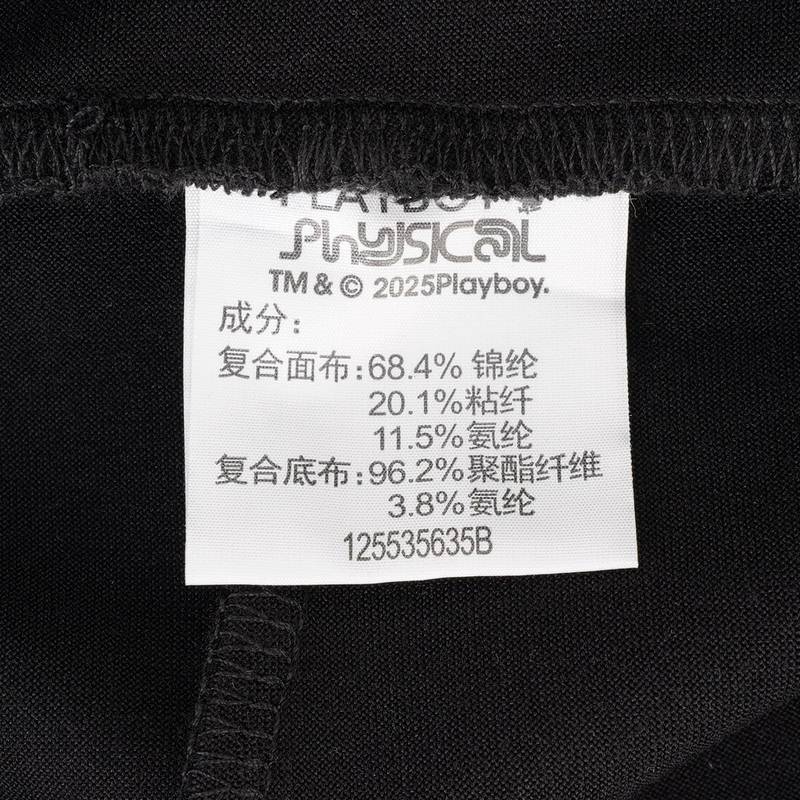 PLAYBOY
Physical
TM & © 2025Playboy.
成分：
复合面布:68.4% 锦纶
20.1%粘纤
11.5%氨纶
复合底布:96.2%聚酯纤维
3.8%氨纶
125535635B